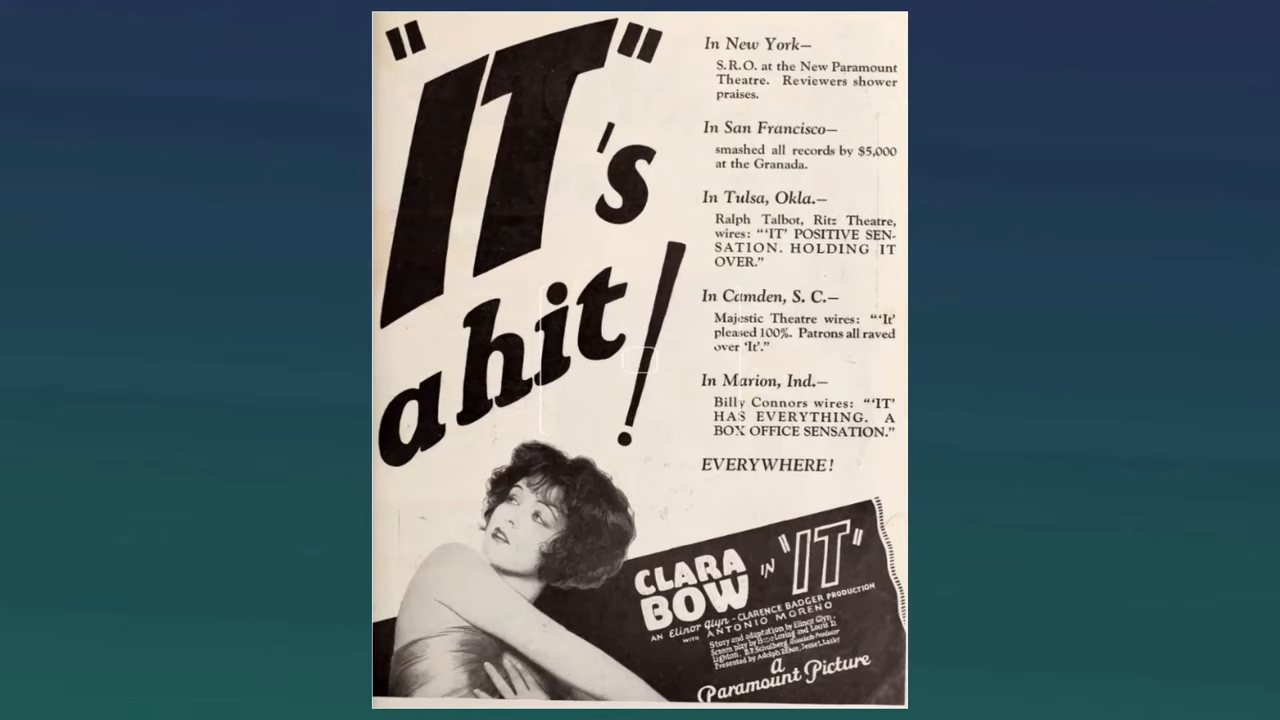 "IT"'s
a hit!
In New York—
S.R.O. at the New Paramount
Theatre. Reviewers shower
praises.
In San Francisco—
smashed all records by $5,000
at the Granada.
In Tulsa, Okla.—
Ralph Talbot, Ritz Theatre,
wires: "'IT' POSITIVE SEN-
SATION. HOLDING IT
OVER."
In Camden, S. C.—
Majestic Theatre wires: "'It'
pleased 100%. Patrons all raved
over 'It'."
In Marion, Ind.—
Billy Connors wires: "'IT'
HAS EVERYTHING. A
BOX OFFICE SENSATION."
EVERYWHERE!
CLARA
BOW
IN "IT"
AN Elinor Glyn - CLARENCE BADGER PRODUCTION
WITH ANTONIO MORENO
Story and adaptation by Elinor Glyn.
Screen play by Loring and Louis D.
Lighton. B.P. Schulberg Associate Producer
Presented by Adolph Zukor, Jesse L. Lasky
a
Paramount Picture